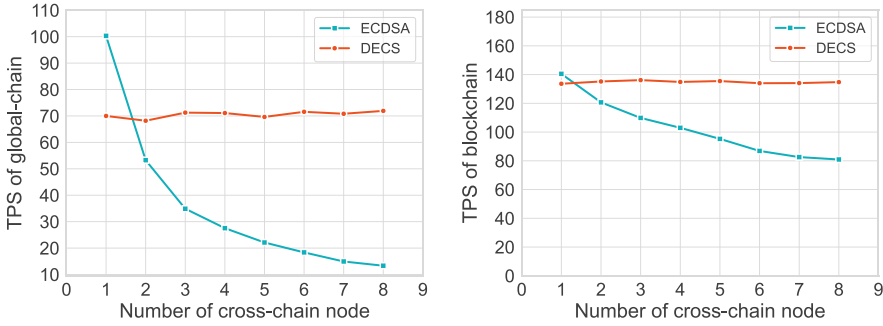 TPS of global-chain
110
100
90
80
70
60
50
40
30
20
10
0 1 2 3 4 5 6 7 8 9
Number of cross-chain node
ECDSA
DECS
TPS of blockchain
180
160
140
120
100
80
60
40
20
0
0 1 2 3 4 5 6 7 8 9
Number of cross-chain node
ECDSA
DECS